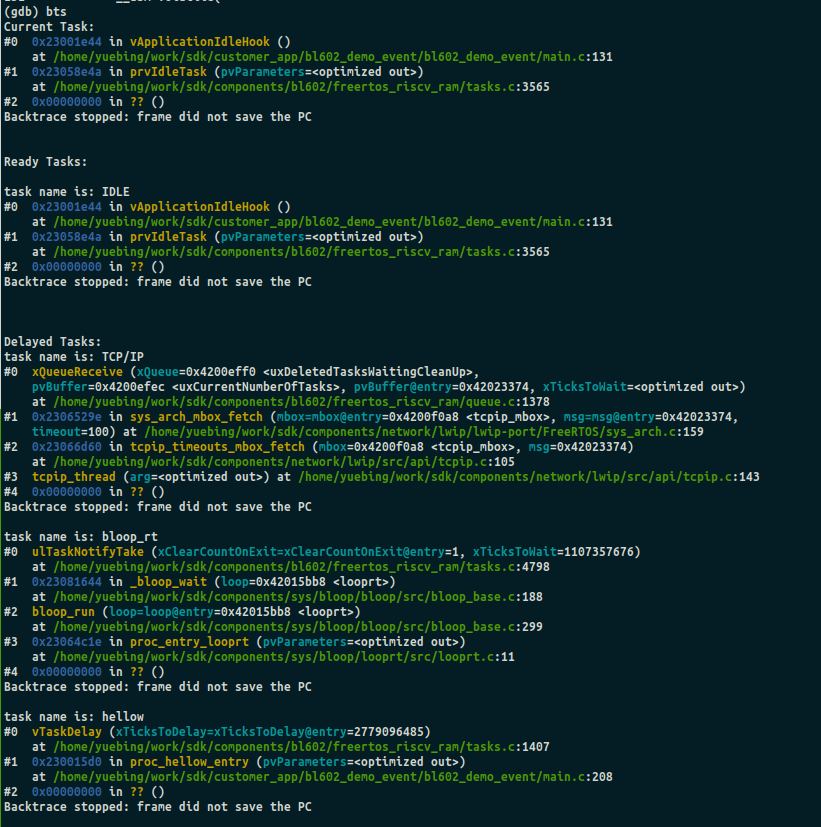 (gdb) bts
Current Task:
#0  0x23001e44 in vApplicationIdleHook ()
    at /home/yuebing/work/sdk/customer_app/bl602_demo_event/bl602_demo_event/main.c:131
#1  0x23058e4a in prvIdleTask (pvParameters=<optimized out>)
    at /home/yuebing/work/sdk/components/bl602/freertos_riscv_ram/tasks.c:3565
#2  0x00000000 in ?? ()
Backtrace stopped: frame did not save the PC
Ready Tasks:
task name is: IDLE
#0  0x23001e44 in vApplicationIdleHook ()
    at /home/yuebing/work/sdk/customer_app/bl602_demo_event/bl602_demo_event/main.c:131
#1  0x23058e4a in prvIdleTask (pvParameters=<optimized out>)
    at /home/yuebing/work/sdk/components/bl602/freertos_riscv_ram/tasks.c:3565
#2  0x00000000 in ?? ()
Backtrace stopped: frame did not save the PC
Delayed Tasks:
task name is: TCP/IP
#0  xQueueReceive (xQueue=0x4200eff0 <uxDeletedTasksWaitingCleanUp>,
    pvBuffer=0x4200efec <uxCurrentNumberOfTasks>, pvBuffer@entry=0x42023374, xTicksToWait=<optimized out>)
    at /home/yuebing/work/sdk/components/bl602/freertos_riscv_ram/queue.c:1378
#1  0x2306529e in sys_arch_mbox_fetch (mbox=mbox@entry=0x4200f0a8 <tcpip_mbox>, msg=msg@entry=0x42023374,
    timeout=100) at /home/yuebing/work/sdk/components/network/lwip/lwip-port/FreeRTOS/sys_arch.c:159
#2  0x23066d60 in tcpip_timeouts_mbox_fetch (mbox=0x4200f0a8 <tcpip_mbox>, msg=0x42023374)
    at /home/yuebing/work/sdk/components/network/lwip/src/api/tcpip.c:105
#3  tcpip_thread (arg=<optimized out>) at /home/yuebing/work/sdk/components/network/lwip/src/api/tcpip.c:143
#4  0x00000000 in ?? ()
Backtrace stopped: frame did not save the PC
task name is: bloop_rt
#0  ulTaskNotifyTake (xClearCountOnExit=xClearCountOnExit@entry=1, xTicksToWait=1107357676)
    at /home/yuebing/work/sdk/components/bl602/freertos_riscv_ram/tasks.c:4798
#1  0x23081644 in _bloop_wait (loop=0x42015bb8 <looprt>)
    at /home/yuebing/work/sdk/components/sys/bloop/bloop/src/bloop_base.c:188
#2  bloop_run (loop=loop@entry=0x42015bb8 <looprt>)
    at /home/yuebing/work/sdk/components/sys/bloop/bloop/src/bloop_base.c:299
#3  0x23064c1e in proc_entry_looprt (pvParameters=<optimized out>)
    at /home/yuebing/work/sdk/components/sys/bloop/looprt/src/looprt.c:11
#4  0x00000000 in ?? ()
Backtrace stopped: frame did not save the PC
task name is: hellow
#0  vTaskDelay (xTicksToDelay=xTicksToDelay@entry=2779096485)
    at /home/yuebing/work/sdk/components/bl602/freertos_riscv_ram/tasks.c:1407
#1  0x230015d0 in proc_hellow_entry (pvParameters=<optimized out>)
    at /home/yuebing/work/sdk/customer_app/bl602_demo_event/bl602_demo_event/main.c:208
#2  0x00000000 in ?? ()
Backtrace stopped: frame did not save the PC